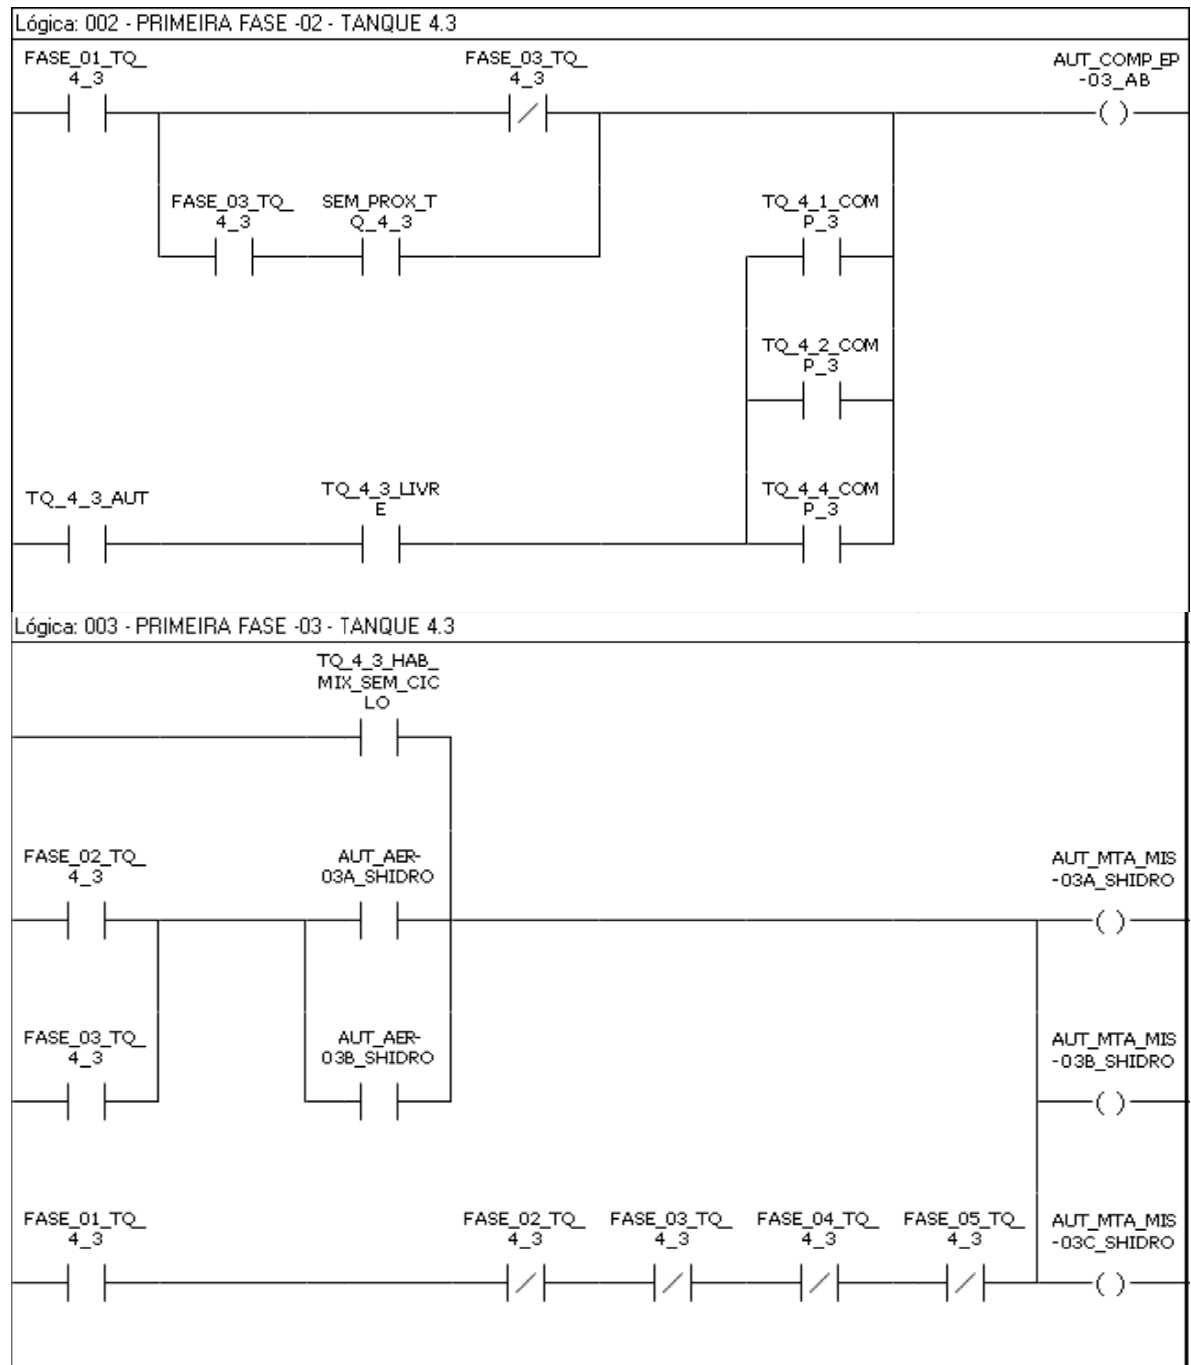 Lógica: 002 - PRIMEIRA FASE -02 - TANQUE 4.3
FASE_01_TQ_
4_3
FASE_03_TQ_
4_3
AUT_COMP_EP
-03_AB
FASE_03_TQ_
4_3
SEM_PROX_T
Q_4_3
TQ_4_1_COM
P_3
TQ_4_2_COM
P_3
TQ_4_3_AUT
TQ_4_3_LIVR
E
TQ_4_4_COM
P_3
Lógica: 003 - PRIMEIRA FASE -03 - TANQUE 4.3
TQ_4_3_HAB_
MIX_SEM_CIC
LO
FASE_02_TQ_
4_3
AUT_AER-
03A_SHIDRO
AUT_MTA_MIS
-03A_SHIDRO
FASE_03_TQ_
4_3
AUT_AER-
03B_SHIDRO
AUT_MTA_MIS
-03B_SHIDRO
FASE_01_TQ_
4_3
FASE_02_TQ_
4_3
FASE_03_TQ_
4_3
FASE_04_TQ_
4_3
FASE_05_TQ_
4_3
AUT_MTA_MIS
-03C_SHIDRO